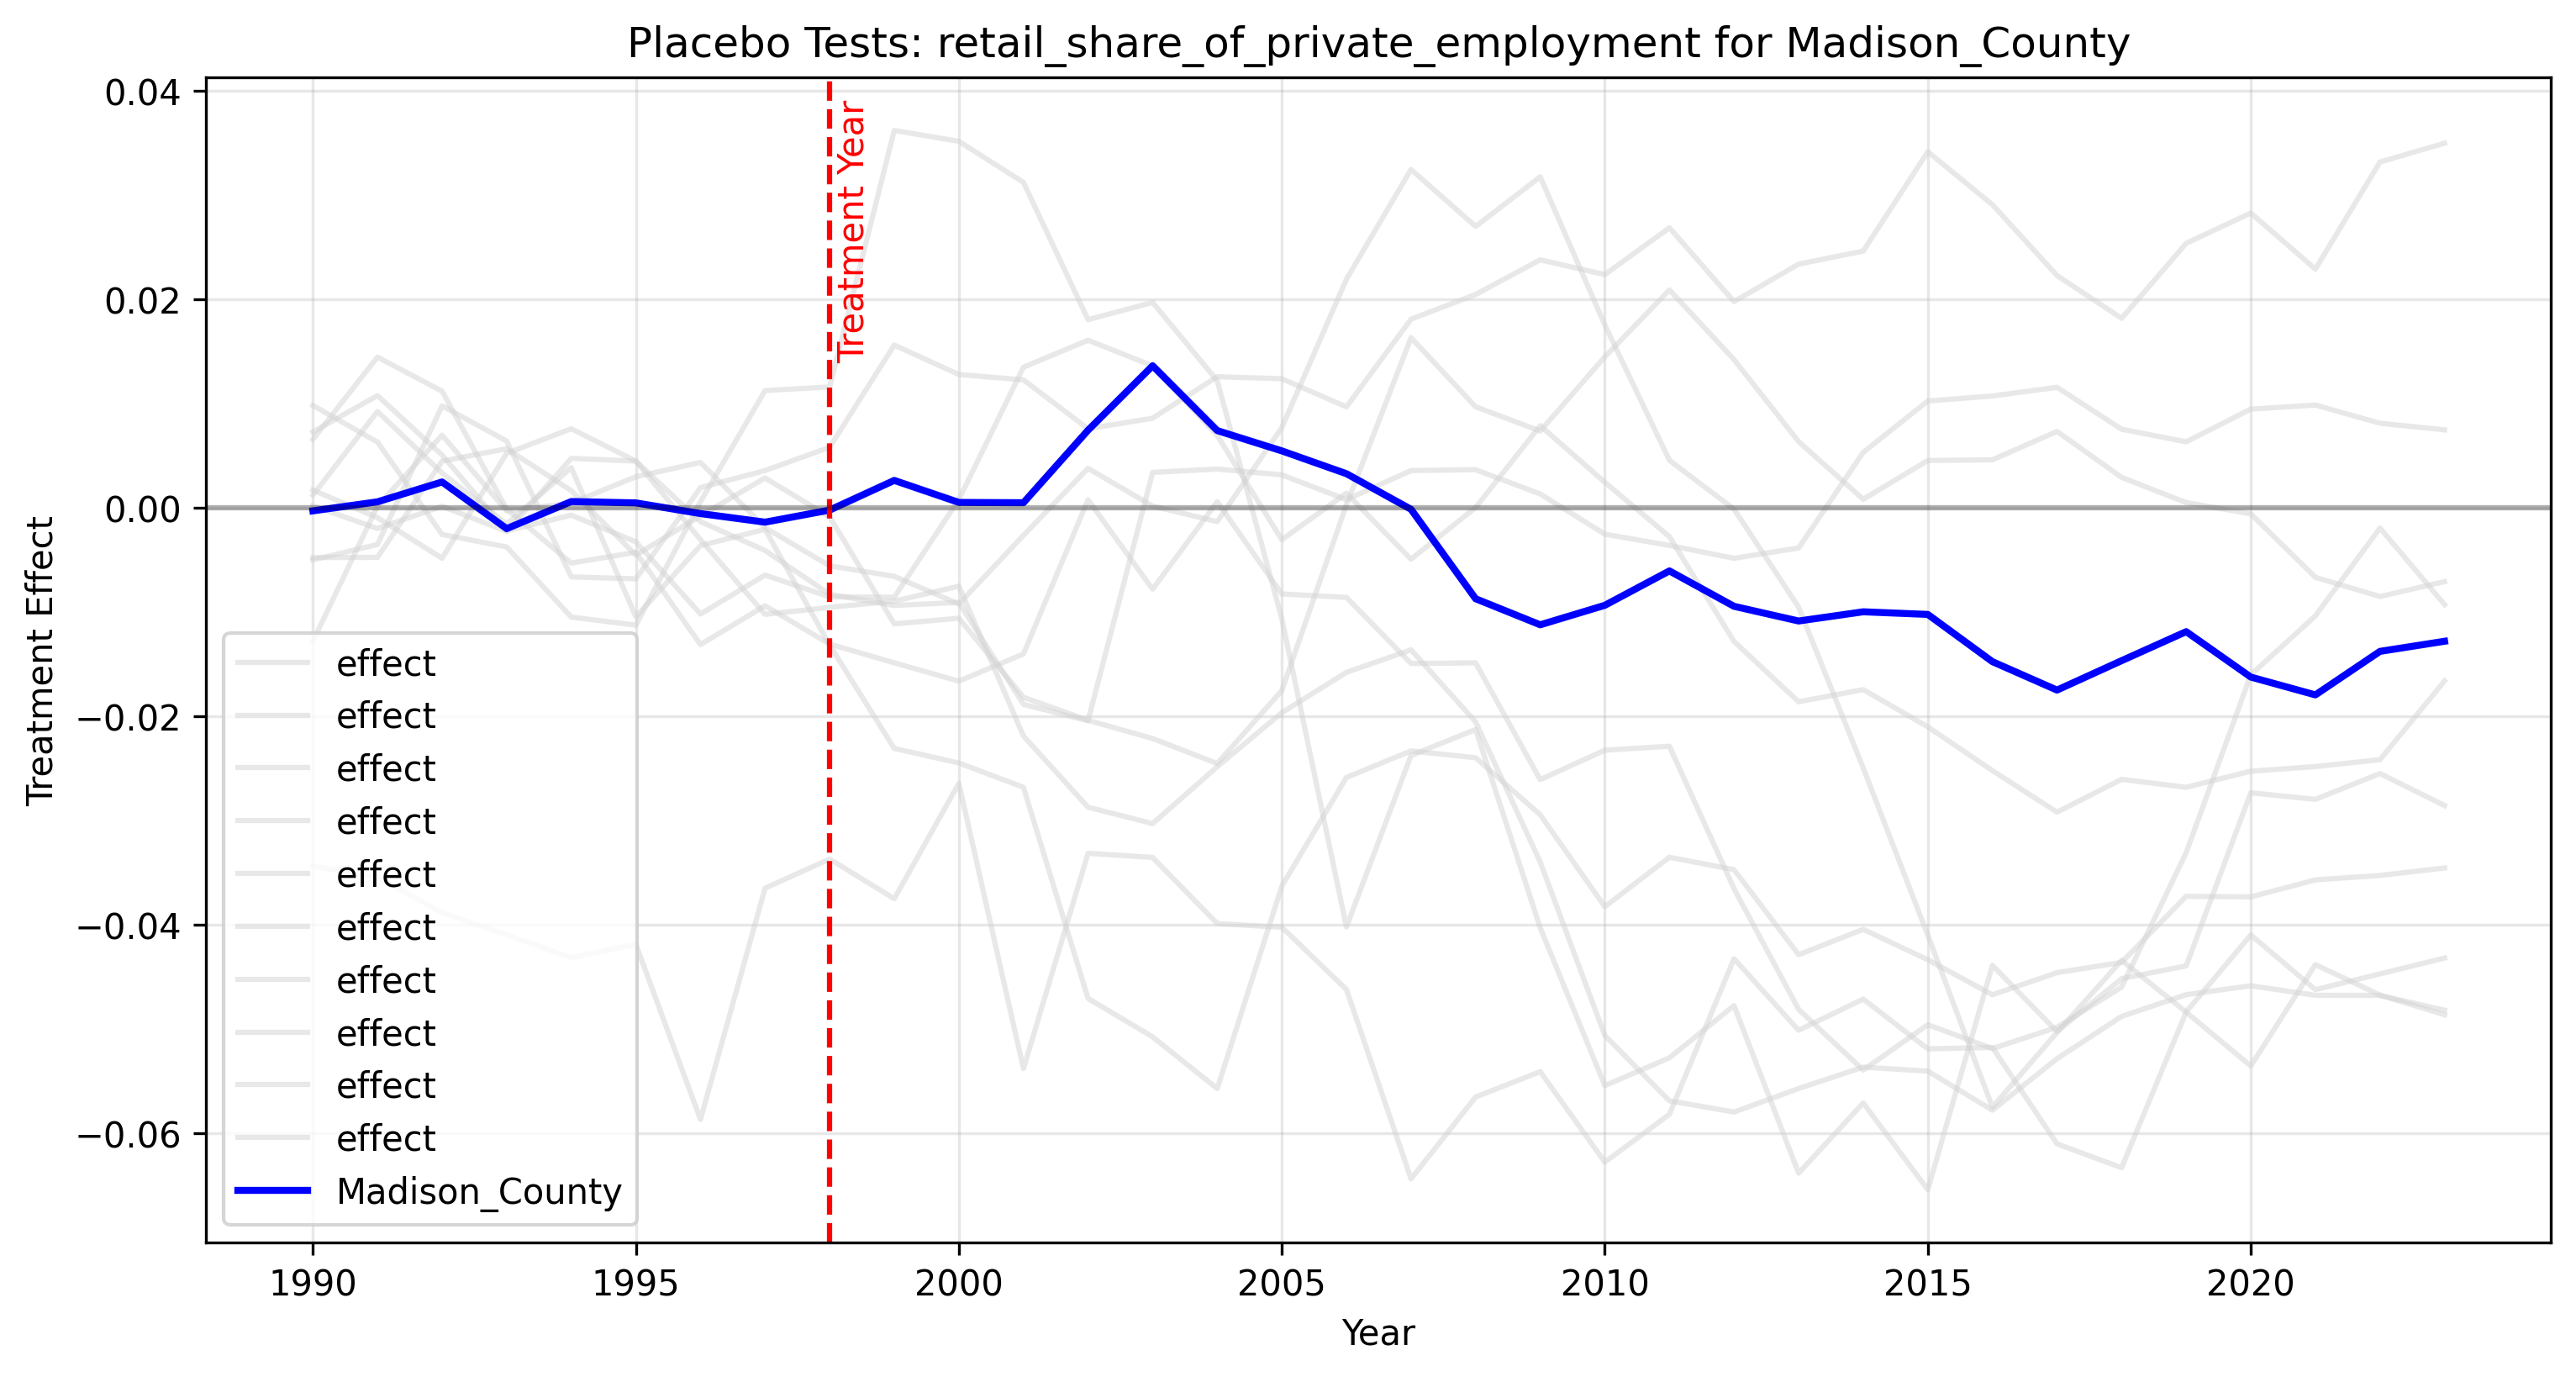 Placebo Tests: retail_share_of_private_employment for Madison_County
Treatment Effect
0.04
0.02
0.00
−0.02
−0.04
−0.06
Treatment Year
effect
effect
effect
effect
effect
effect
effect
effect
effect
effect
Madison_County
1990
1995
2000
2005
2010
2015
2020
Year